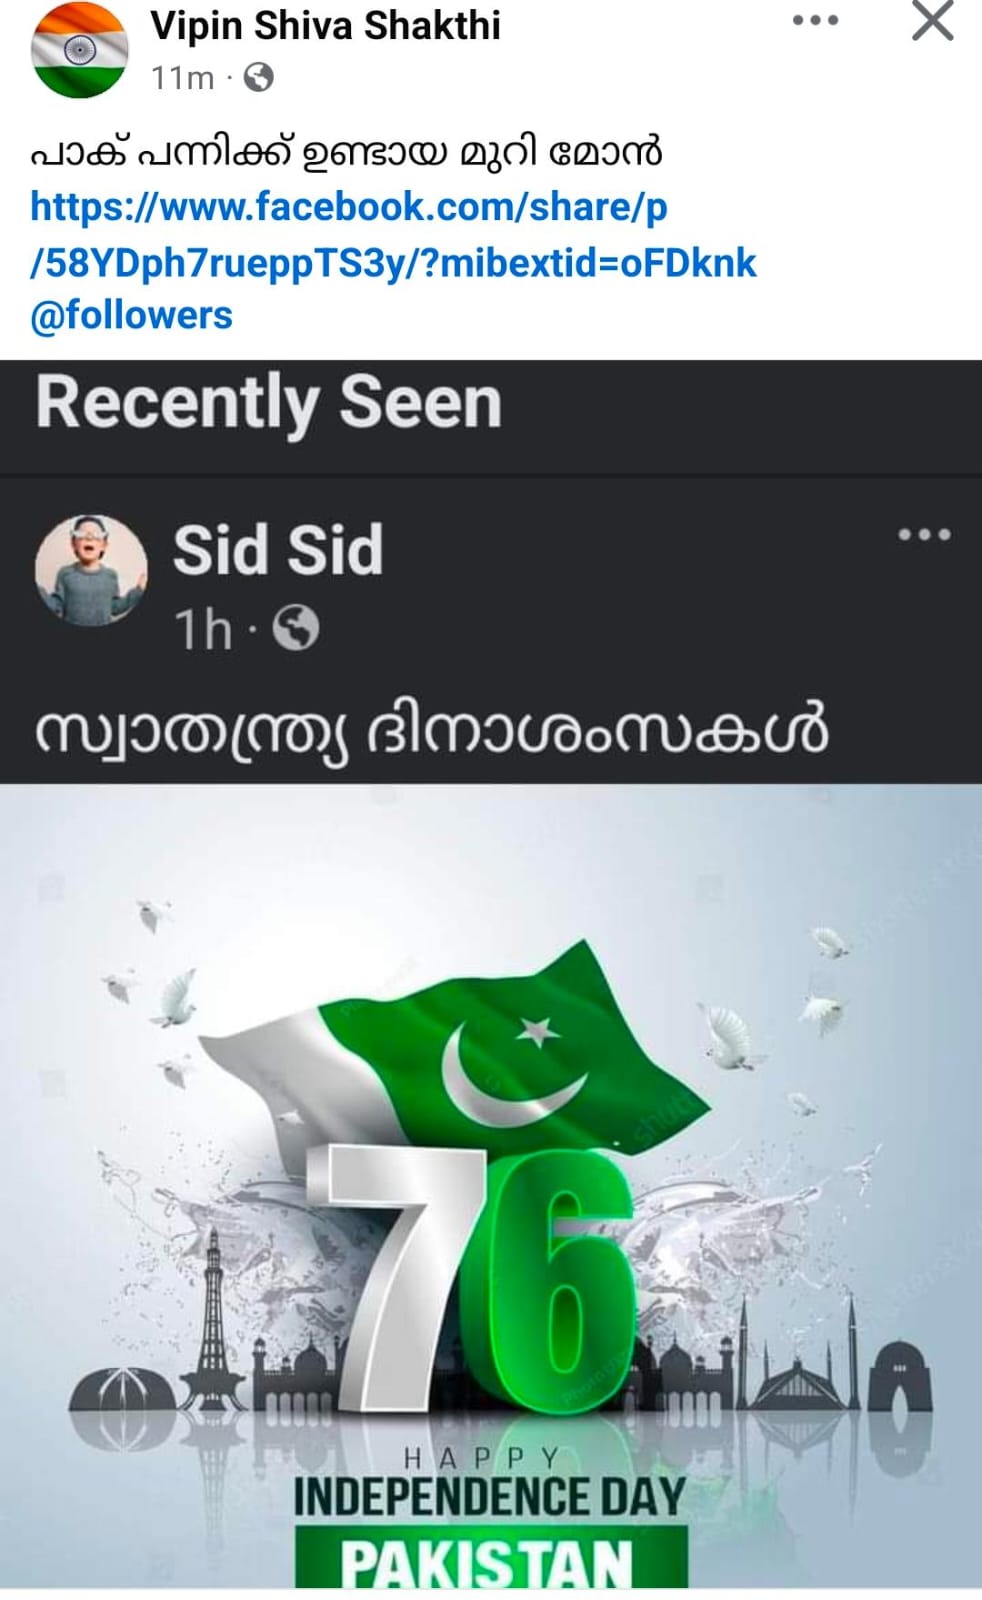 Vipin Shiva Shakthi
11m ·
പാക് പന്നിക്ക് ഉണ്ടായ മുറി മോൻ
https://www.facebook.com/share/p
/58YDph7rueppTS3y/?mibextid=oFDknk
@followers
Recently Seen
Sid Sid
1h ·
സ്വാതന്ത്ര്യ ദിനാശംസകൾ
76
HAPPY
INDEPENDENCE DAY
PAKISTAN